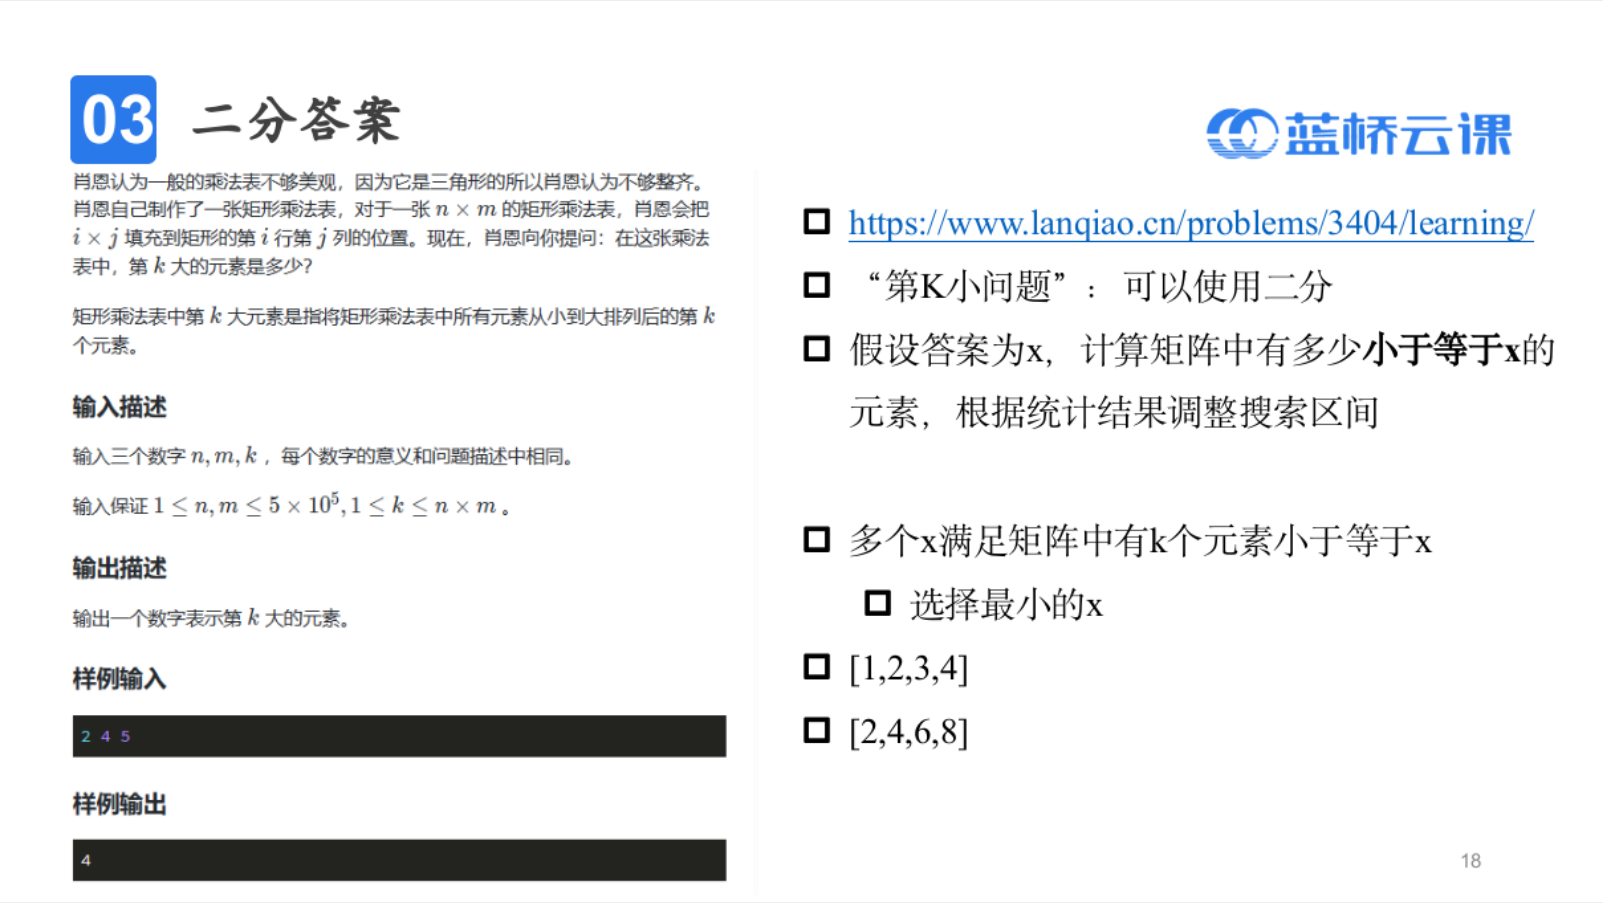 03 二分答案
蓝桥云课
肖恩认为一般的乘法表不够美观，因为它是三角形的所以肖恩认为不够整齐。
肖恩自己制作了一张矩形乘法表，对于一张 n × m 的矩形乘法表，肖恩会把
i × j 填充到矩形的第 i 行第 j 列的位置。现在，肖恩向你提问：在这张乘法
表中，第 k 大的元素是多少？
矩形乘法表中第 k 大元素是指将矩形乘法表中所有元素从小到大排列后的第 k
个元素。
输入描述
输入三个数字 n, m, k ，每个数字的意义和问题描述中相同。
输入保证 1 ≤ n, m ≤ 5 × 10⁵, 1 ≤ k ≤ n × m 。
输出描述
输出一个数字表示第 k 大的元素。
样例输入
2 4 5
样例输出
4
https://www.lanqiao.cn/problems/3404/learning/
“第K小问题”： 可以使用二分
假设答案为x，计算矩阵中有多少小于等于x的
元素，根据统计结果调整搜索区间
多个x满足矩阵中有k个元素小于等于x
选择最小的x
[1,2,3,4]
[2,4,6,8]
18